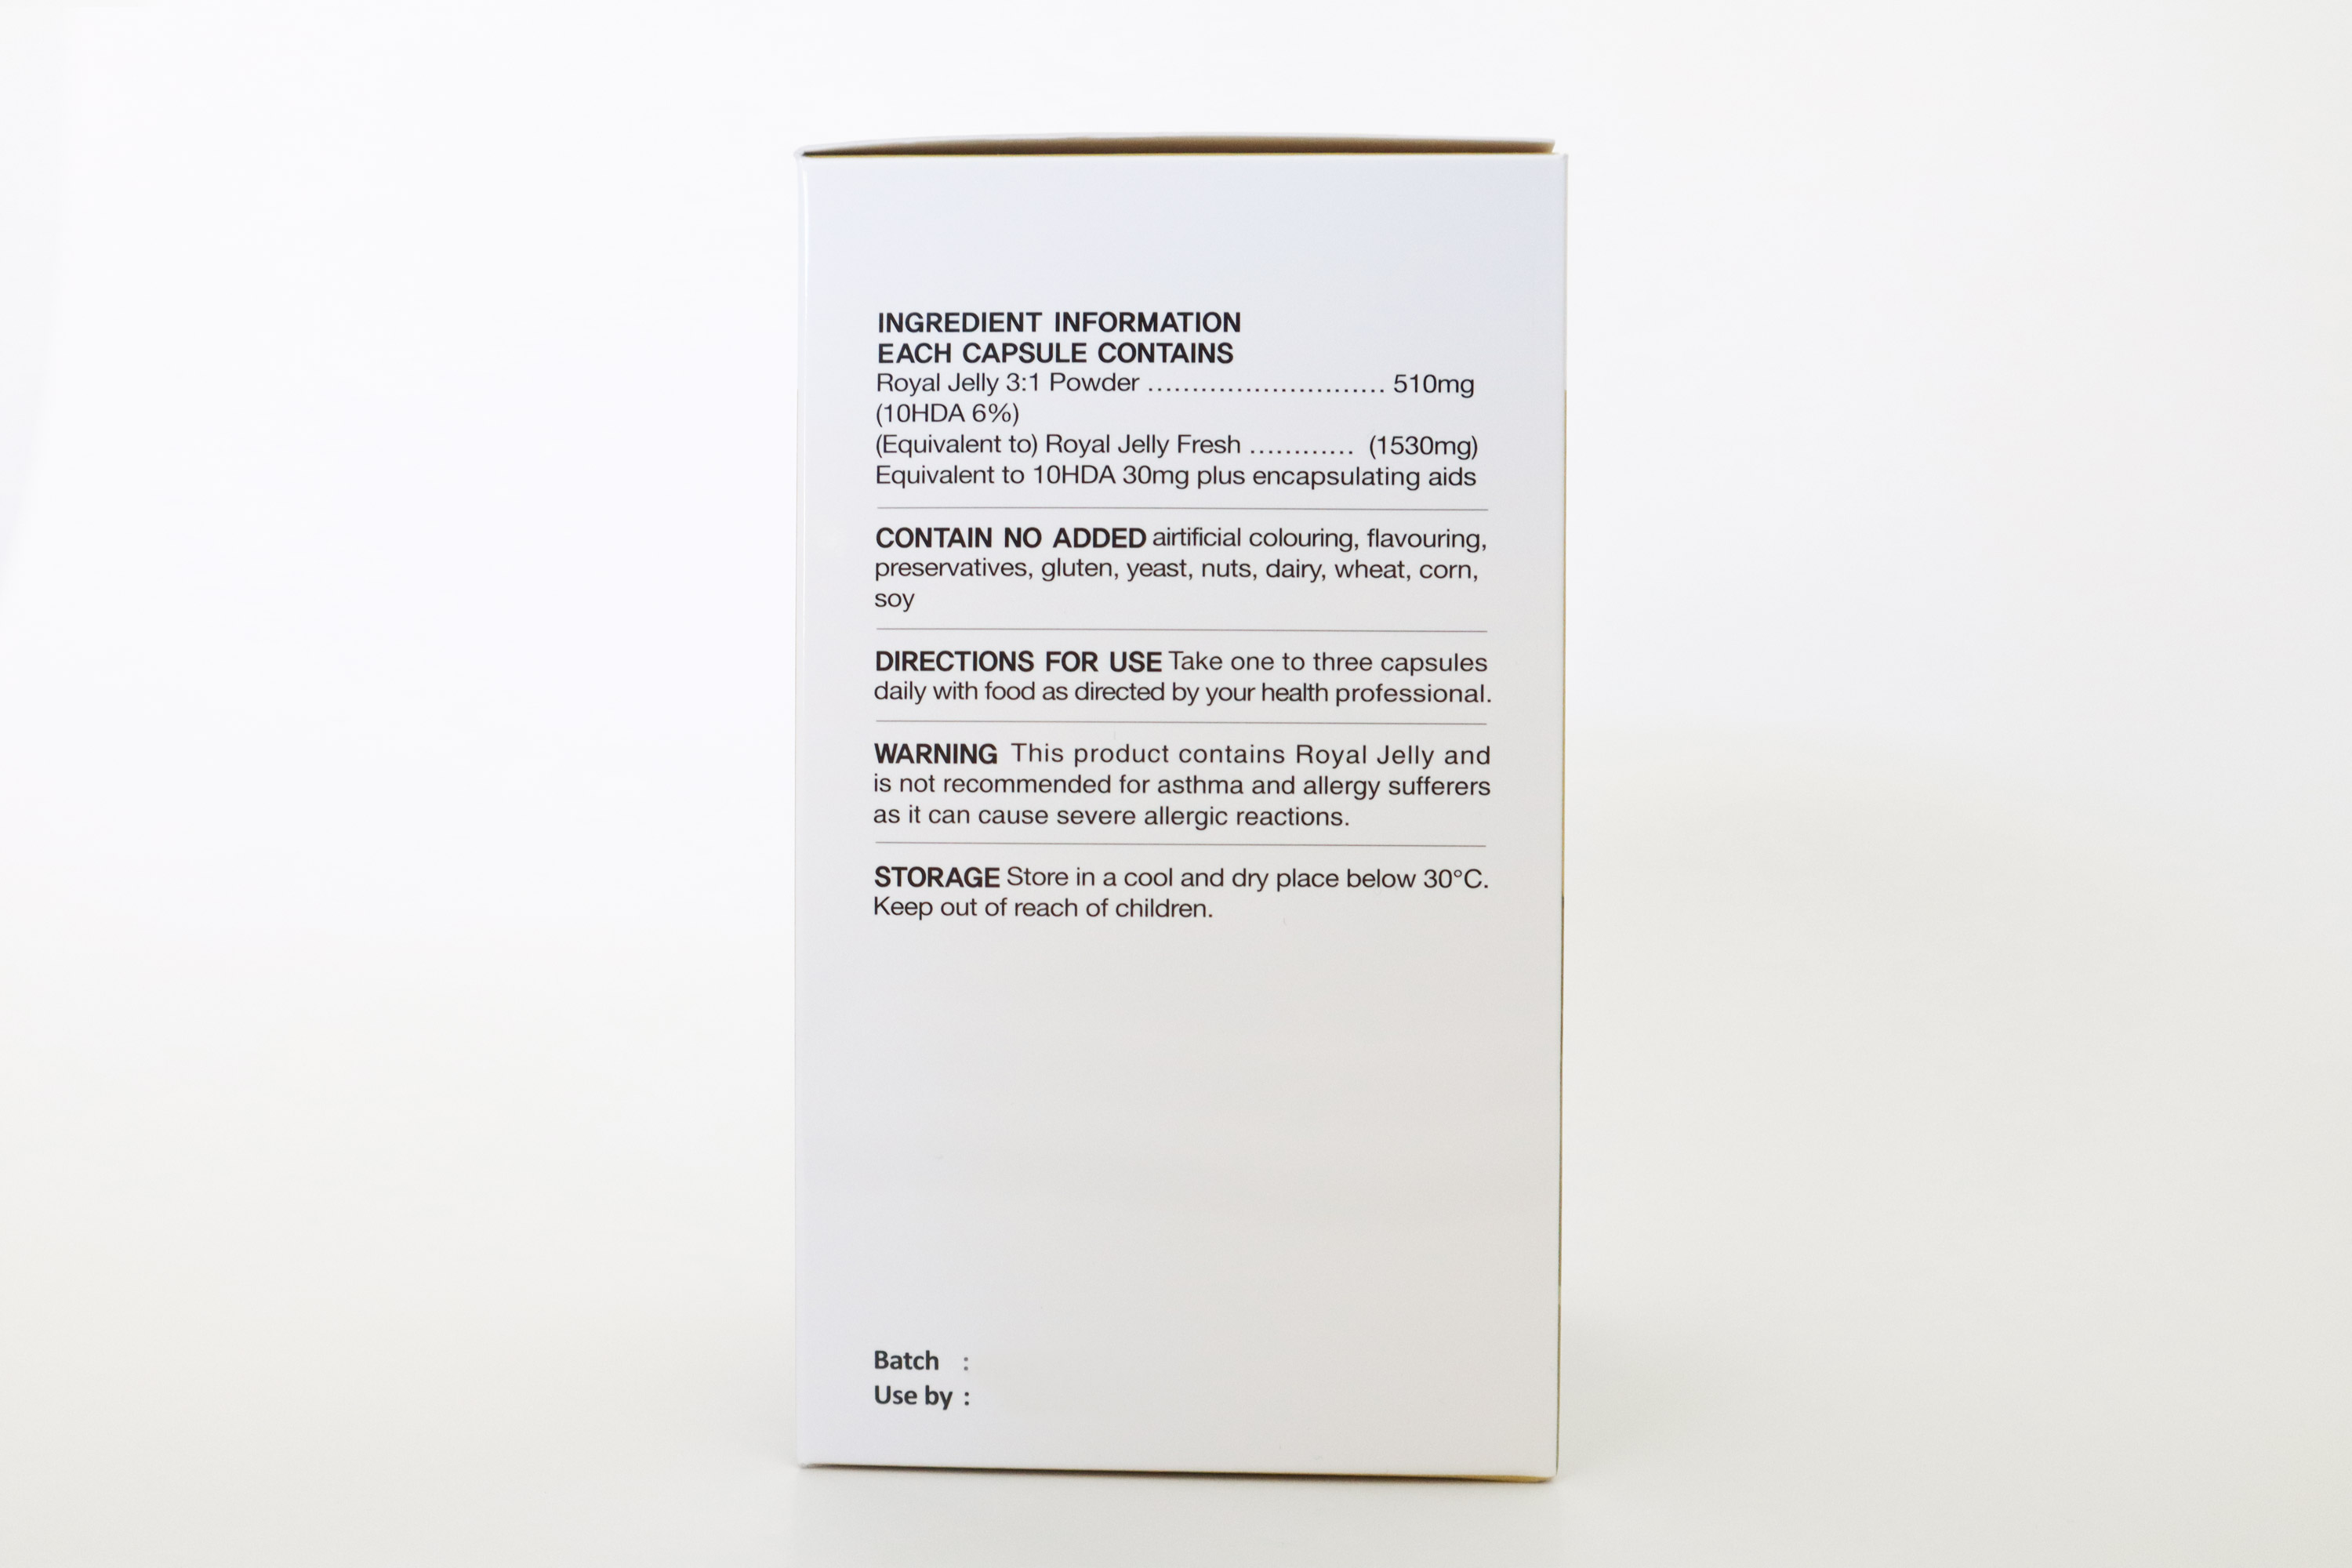 INGREDIENT INFORMATION
EACH CAPSULE CONTAINS
Royal Jelly 3:1 Powder ........................... 510mg
(10HDA 6%)
(Equivalent to) Royal Jelly Fresh ............ (1530mg)
Equivalent to 10HDA 30mg plus encapsulating aids
CONTAIN NO ADDED airtificial colouring, flavouring,
preservatives, gluten, yeast, nuts, dairy, wheat, corn,
soy
DIRECTIONS FOR USE Take one to three capsules
daily with food as directed by your health professional.
WARNING This product contains Royal Jelly and
is not recommended for asthma and allergy sufferers
as it can cause severe allergic reactions.
STORAGE Store in a cool and dry place below 30°C.
Keep out of reach of children.
Batch :
Use by :